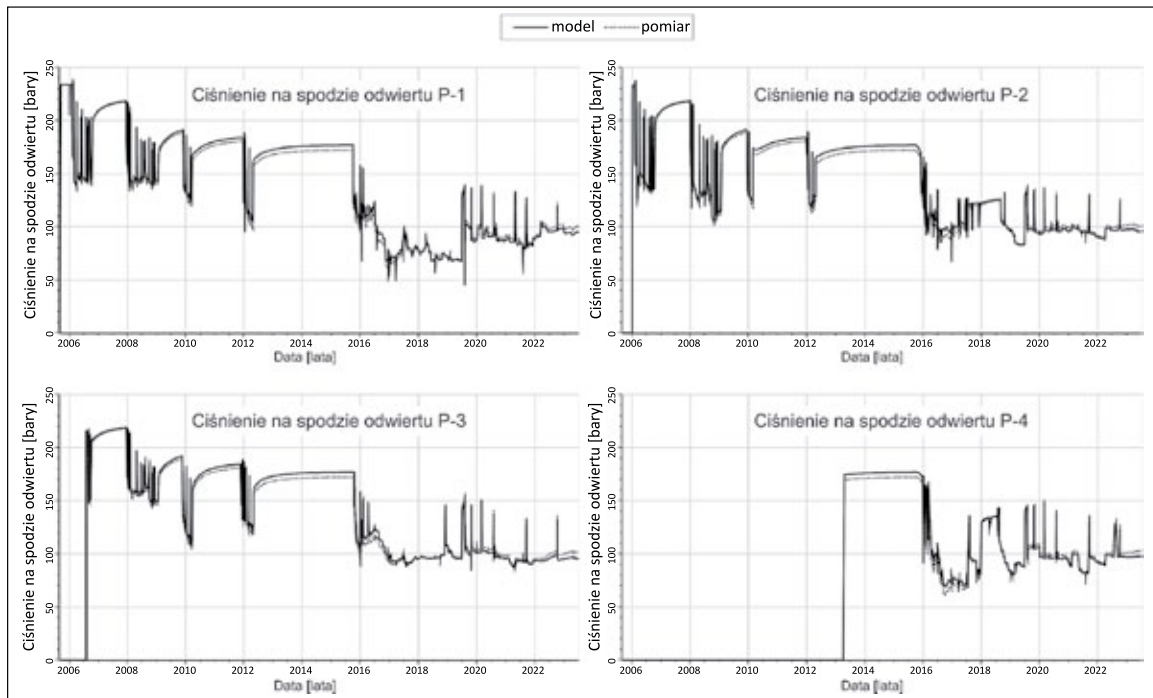 model pomiar
Ciśnienie na spodzie odwiertu P-1
Ciśnienie na spodzie odwiertu [bary]
250
200
150
100
50
0
2006 2008 2010 2012 2014 2016 2018 2020 2022
Data [lata]
Ciśnienie na spodzie odwiertu P-2
Ciśnienie na spodzie odwiertu [bary]
250
200
150
100
50
0
2006 2008 2010 2012 2014 2016 2018 2020 2022
Data [lata]
Ciśnienie na spodzie odwiertu P-3
Ciśnienie na spodzie odwiertu [bary]
250
200
150
100
50
0
2006 2008 2010 2012 2014 2016 2018 2020 2022
Data [lata]
Ciśnienie na spodzie odwiertu P-4
Ciśnienie na spodzie odwiertu [bary]
250
200
150
100
50
0
2006 2008 2010 2012 2014 2016 2018 2020 2022
Data [lata]